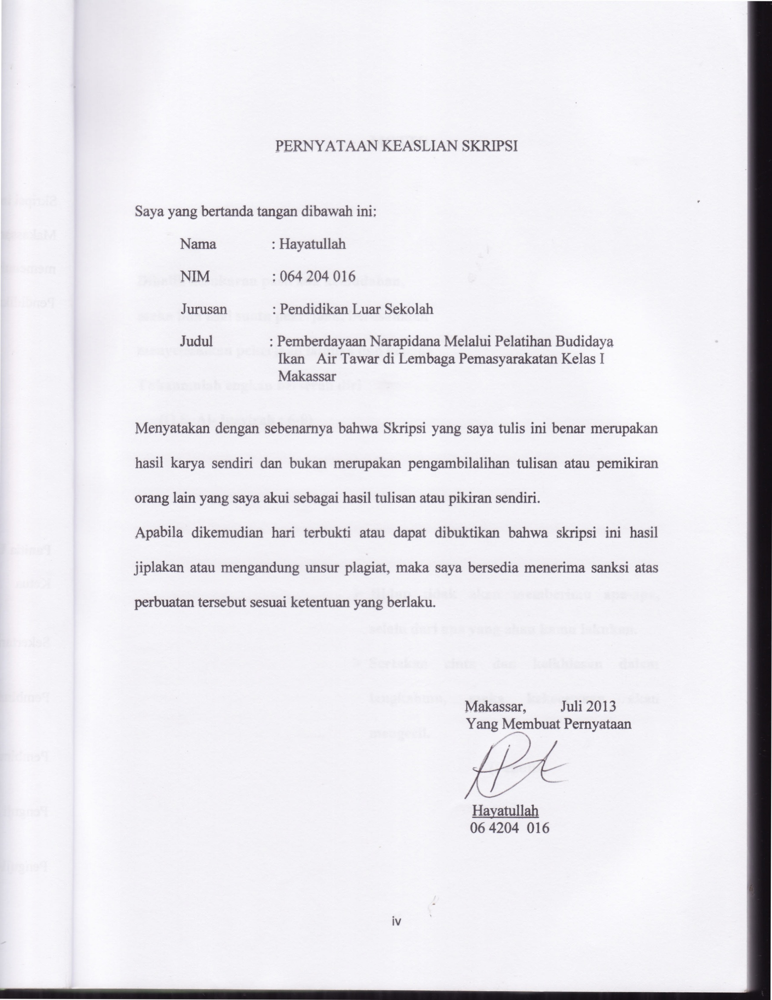 PERNYATAAN KEASLIAN SKRIPSI
Saya yang bertanda tangan dibawah ini:
Nama : Hayatullah
NIM : 064 204 016
Jurusan : Pendidikan Luar Sekolah
Judul : Pemberdayaan Narapidana Melalui Pelatihan Budidaya
Ikan Air Tawar di Lembaga Pemasyarakatan Kelas I
Makassar
Menyatakan dengan sebenarnya bahwa Skripsi yang saya tulis ini benar merupakan
hasil karya sendiri dan bukan merupakan pengambilalihan tulisan atau pemikiran
orang lain yang saya akui sebagai hasil tulisan atau pikiran sendiri.
Apabila dikemudian hari terbukti atau dapat dibuktikan bahwa skripsi ini hasil
jiplakan atau mengandung unsur plagiat, maka saya bersedia menerima sanksi atas
perbuatan tersebut sesuai ketentuan yang berlaku.
Makassar, Juli 2013
Yang Membuat Pernyataan
Hayatullah
06 4204 016
iv